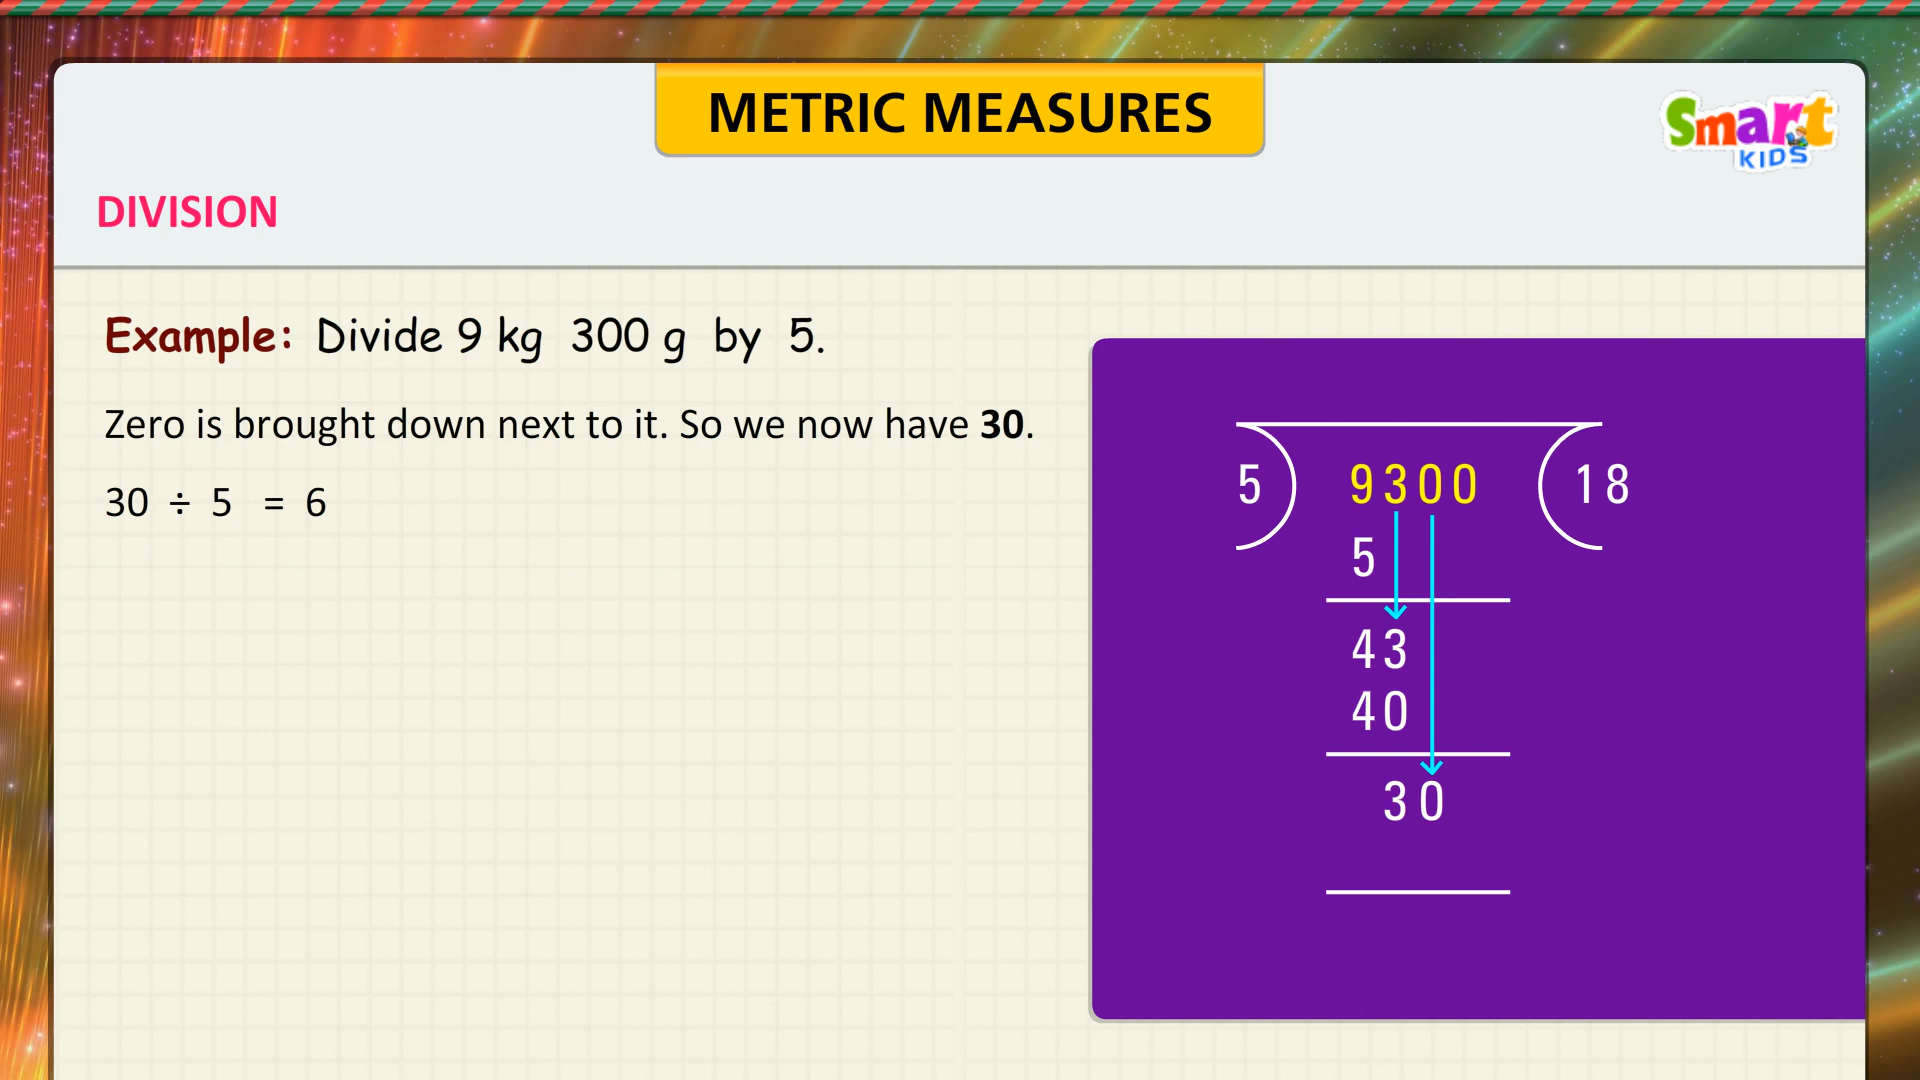 METRIC MEASURES
Smart
KIDS
DIVISION
Example: Divide 9 kg 300 g by 5.
Zero is brought down next to it. So we now have 30.
30 ÷ 5 = 6
5 9300 18
5
43
40
30